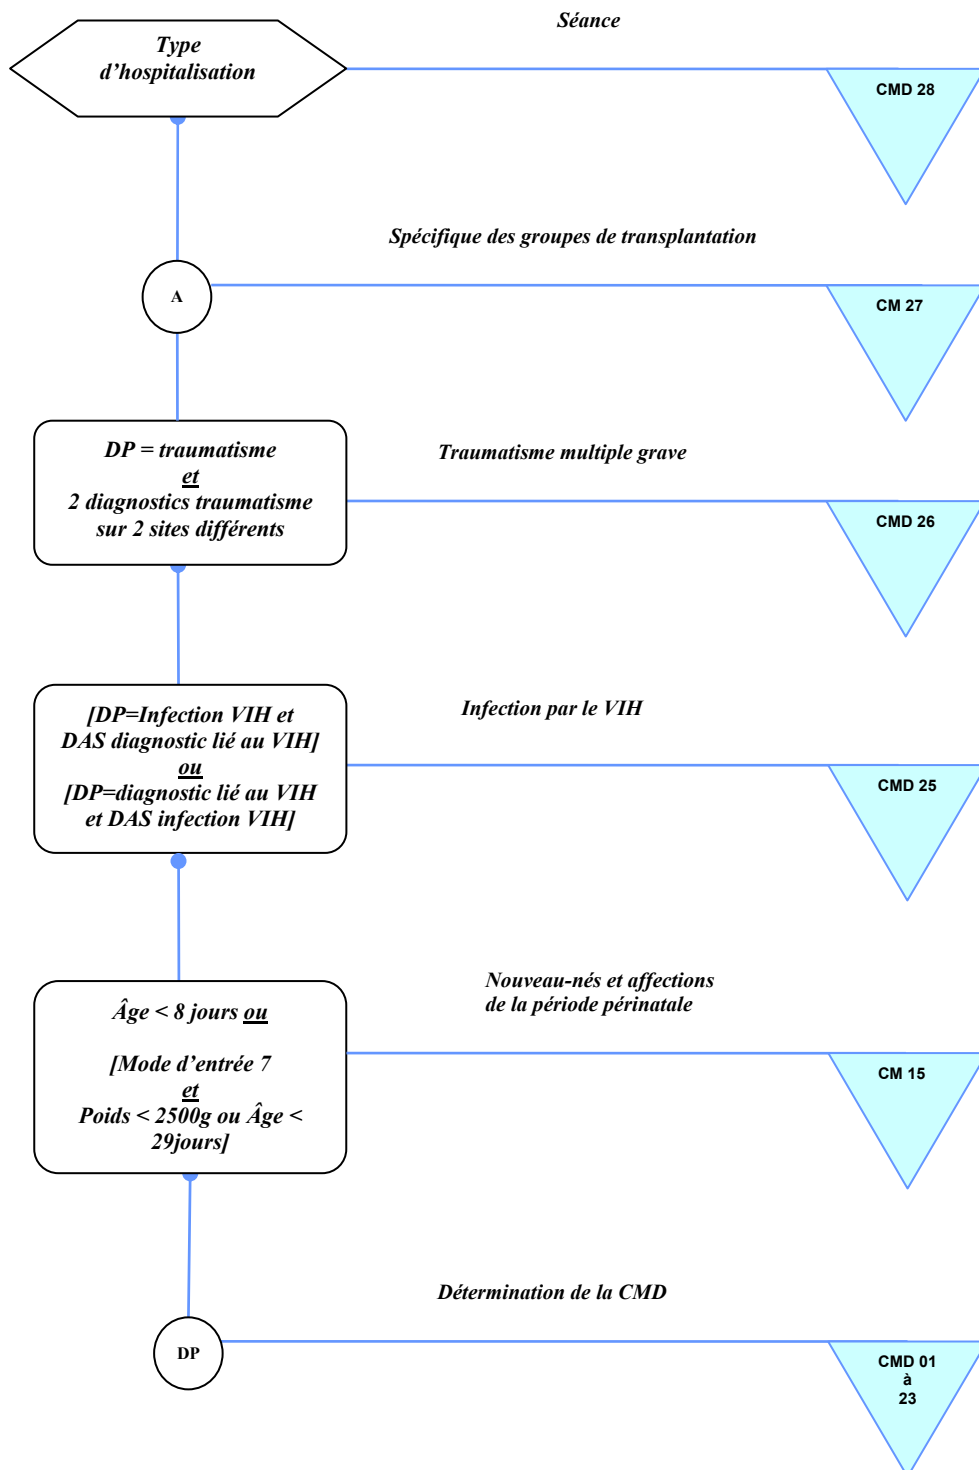 Séance
Type
d'hospitalisation
CMD 28
Spécifique des groupes de transplantation
A
CM 27
DP = traumatisme
et
2 diagnostics traumatisme
sur 2 sites différents
Traumatisme multiple grave
CMD 26
[DP=Infection VIH et
DAS diagnostic lié au VIH]
ou
[DP=diagnostic lié au VIH
et DAS infection VIH]
Infection par le VIH
CMD 25
Nouveau-nés et affections
de la période périnatale
Âge < 8 jours ou
[Mode d'entrée 7
et
Poids < 2500g ou Âge <
29jours]
CM 15
Détermination de la CMD
DP
CMD 01
à
23